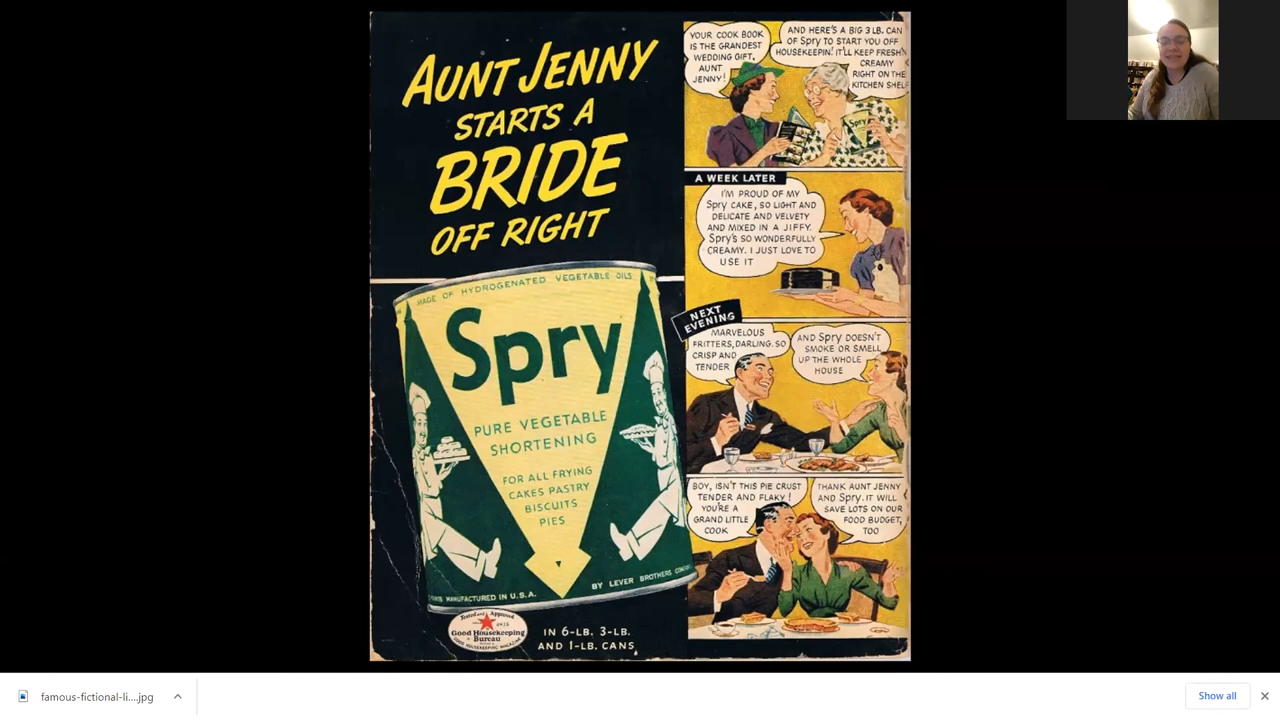 AUNT JENNY
STARTS A
BRIDE
OFF RIGHT
MADE OF HYDROGENATED VEGETABLE OILS
Spry
PURE VEGETABLE
SHORTENING
FOR ALL FRYING
CAKES PASTRY
BISCUITS
PIES
MANUFACTURED IN U.S.A.
BY LEVER BROTHERS
Tested and Approved
Good Housekeeping
Bureau
GOOD HOUSEKEEPING MAGAZINE
IN 6-LB. 3-LB.
AND 1-LB. CANS
YOUR COOK BOOK
IS THE GRANDEST
WEDDING GIFT,
AUNT
JENNY!
AND HERE'S A BIG 3 LB. CAN
OF Spry TO START YOU OFF
HOUSEKEEPIN! IT'LL KEEP FRESH'N
CREAMY
RIGHT ON THE
KITCHEN SHELF
Spry
A WEEK LATER
I'M PROUD OF MY
Spry CAKE, SO LIGHT AND
DELICATE AND VELVETY
AND MIXED IN A JIFFY.
Spry's SO WONDERFULLY
CREAMY. I JUST LOVE TO
USE IT
NEXT
EVENING
MARVELOUS
FRITTERS, DARLING. SO
CRISP AND
TENDER
AND Spry DOESN'T
SMOKE OR SMELL
UP THE WHOLE
HOUSE
BOY, ISN'T THIS PIE CRUST
TENDER AND FLAKY!
YOU'RE A
GRAND LITTLE
COOK
THANK AUNT JENNY
AND Spry. IT WILL
SAVE LOTS ON OUR
FOOD BUDGET,
TOO
famous-fictional-li....jpg
Show all